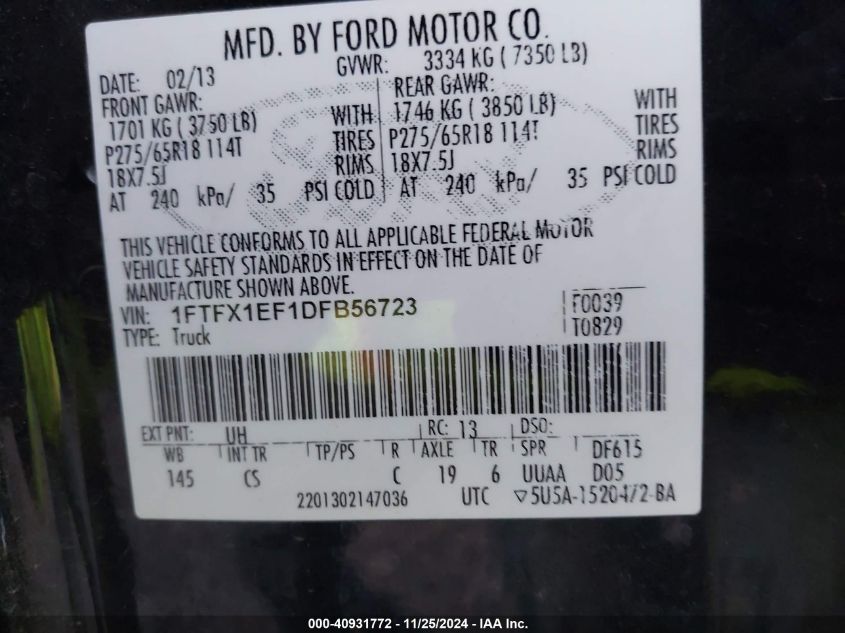 MFD. BY FORD MOTOR CO.
DATE: 02/13 GVWR: 3334 KG ( 7350 LB)
FRONT GAWR: REAR GAWR:
1701 KG ( 3750 LB) WITH 1746 KG ( 3850 LB) WITH
P275/65R18 114T TIRES P275/65R18 114T TIRES
18X7.5J RIMS 18X7.5J RIMS
AT 240 kPa/ 35 PSI COLD AT 240 kPa/ 35 PSI COLD
THIS VEHICLE CONFORMS TO ALL APPLICABLE FEDERAL MOTOR
VEHICLE SAFETY STANDARDS IN EFFECT ON THE DATE OF
MANUFACTURE SHOWN ABOVE.
VIN: 1FTFX1EF1DFB56723 F0039
TYPE: Truck T0829
EXT PNT: UH RC: 13 DSO:
WB INT TR TP/PS R AXLE TR SPR DF615
145 CS C 19 6 UUAA D05
2201302147036 UTC ▽5U5A-1520472-BA
000-40931772 - 11/25/2024 - IAA Inc.